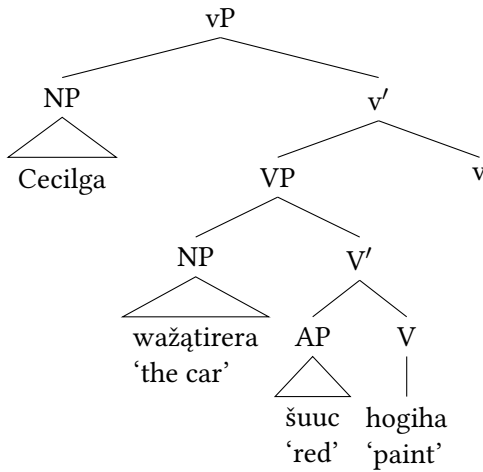 vP
NP v′
Cecilga VP v
NP V′
wažątirera AP V
‘the car’
šuuc hogiha
‘red’ ‘paint’